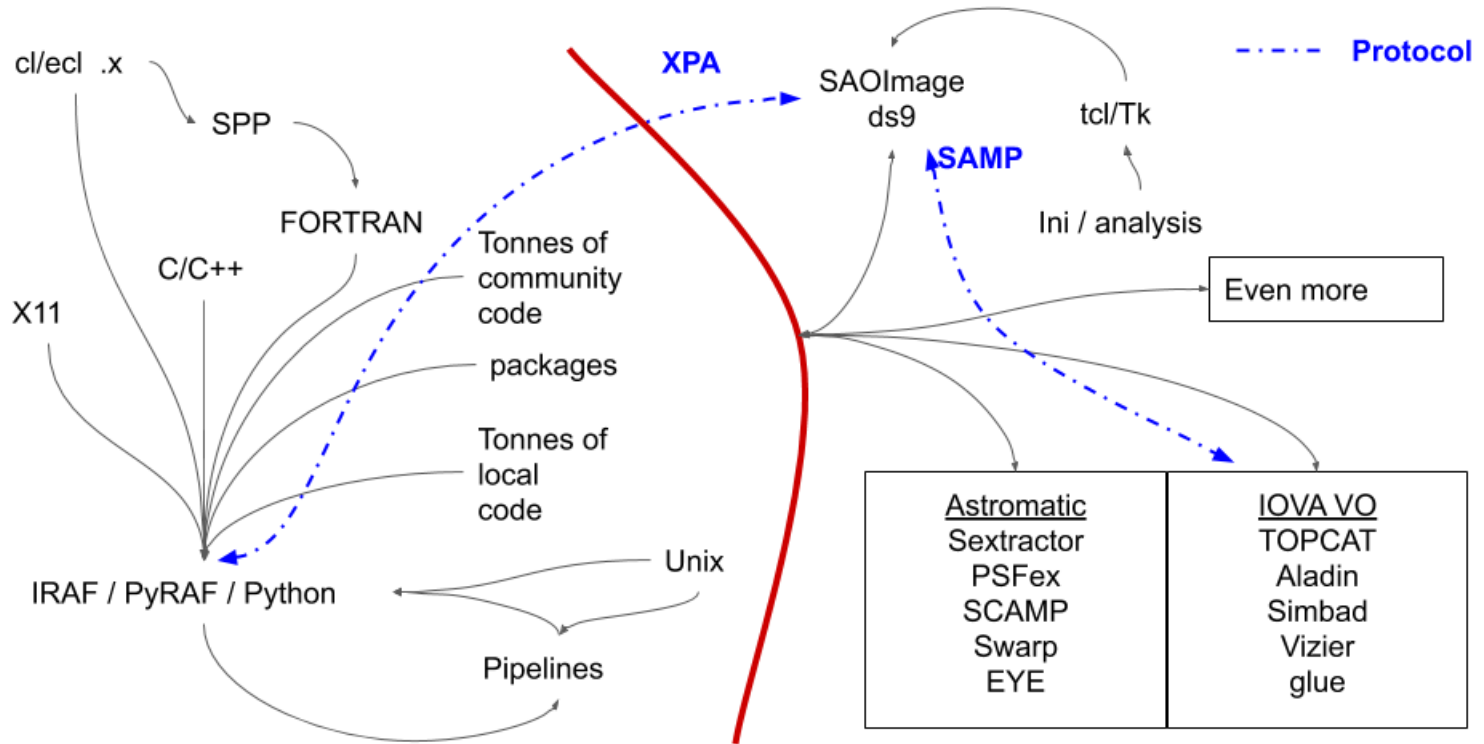 cl/ecl .x
SPP
FORTRAN
C/C++
X11
Tonnes of
community
code
packages
Tonnes of
local
code
IRAF / PyRAF / Python
Unix
Pipelines
XPA
SAOImage
ds9
SAMP
tcl/Tk
Ini / analysis
Protocol
Even more
Astromatic
Sextractor
PSFex
SCAMP
Swarp
EYE
IOVA VO
TOPCAT
Aladin
Simbad
Vizier
glue